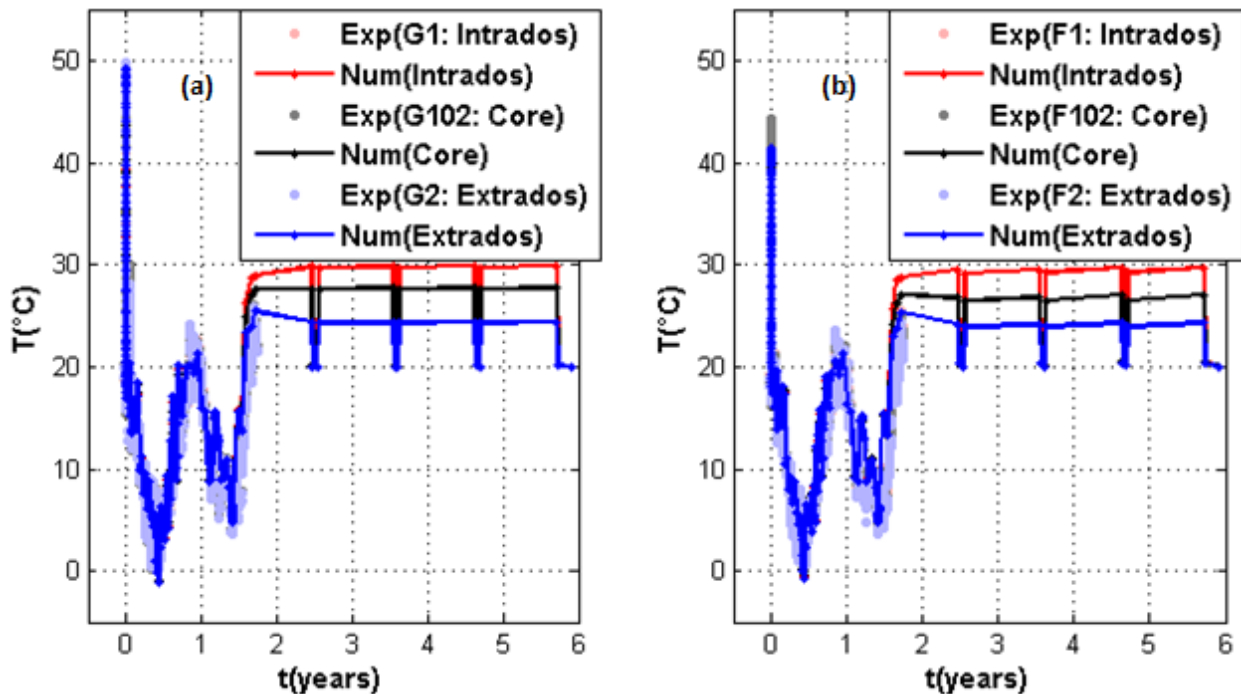 Exp(G1: Intrados)
Num(Intrados)
Exp(G102: Core)
Num(Core)
Exp(G2: Extrados)
Num(Extrados)
(a)
50
40
30
20
10
0
T(°C)
0 1 2 3 4 5 6
t(years)
Exp(F1: Intrados)
Num(Intrados)
Exp(F102: Core)
Num(Core)
Exp(F2: Extrados)
Num(Extrados)
(b)
50
40
30
20
10
0
T(°C)
0 1 2 3 4 5 6
t(years)